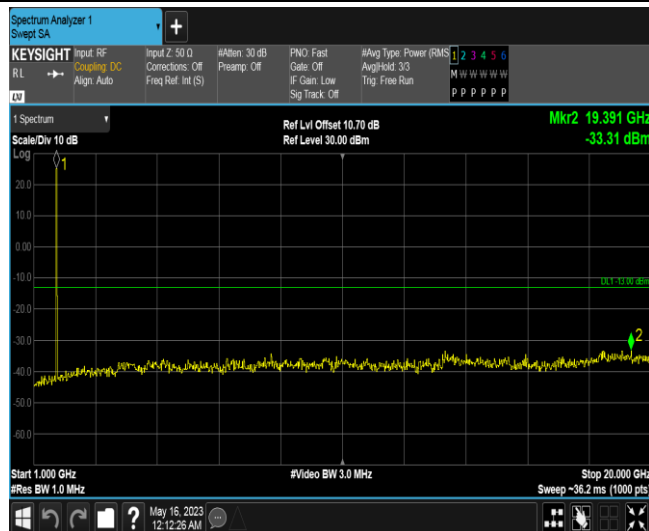 Spectrum Analyzer 1
Swept SA
KEYSIGHT
RL
Input: RF
Coupling: DC
Align: Auto
Input Z: 50 Ω
Corrections: Off
Freq Ref: Int (S)
#Atten: 30 dB
Preamp: Off
PNO: Fast
Gate: Off
IF Gain: Low
Sig Track: Off
#Avg Type: Power (RMS
Avg|Hold: 3/3
Trig: Free Run
1 2 3 4 5 6
M W W W W W
P P P P P P
1 Spectrum
Scale/Div 10 dB
Log
Ref Lvl Offset 10.70 dB
Ref Level 30.00 dBm
Mkr2 19.391 GHz
-33.31 dBm
1
20.0
10.0
0.00
-10.0
DL1 -13.00 dBm
-20.0
-30.0
2
-40.0
-50.0
-60.0
Start 1.000 GHz
#Res BW 1.0 MHz
#Video BW 3.0 MHz
Stop 20.000 GHz
Sweep ~36.2 ms (1000 pts)
?
May 16, 2023
12:12:26 AM